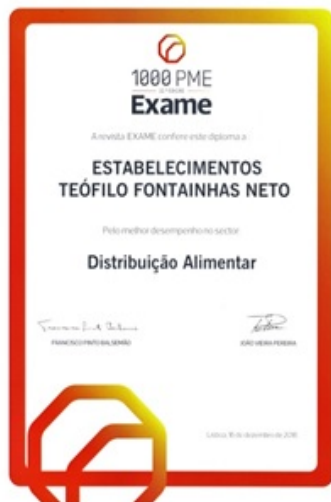 1000 PME
Exame
A revista EXAME confere este diploma a:
ESTABELECIMENTOS
TEÓFILO FONTAINHAS NETO
Pelo melhor desempenho no sector:
Distribuição Alimentar
FRANCISCO PINTO BALSEMÃO
JOÃO VIEIRA PEREIRA